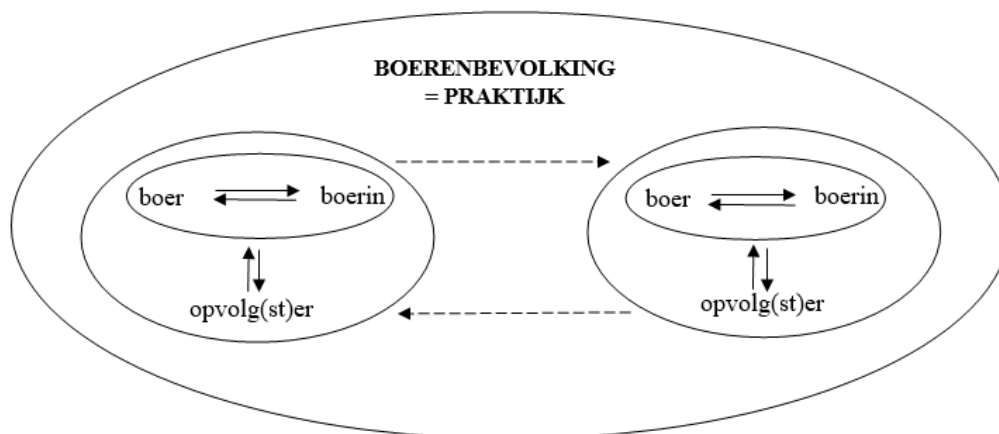 BOERENBEVOLKING
= PRAKTIJK
boer boerin
opvolg(st)er
boer boerin
opvolg(st)er